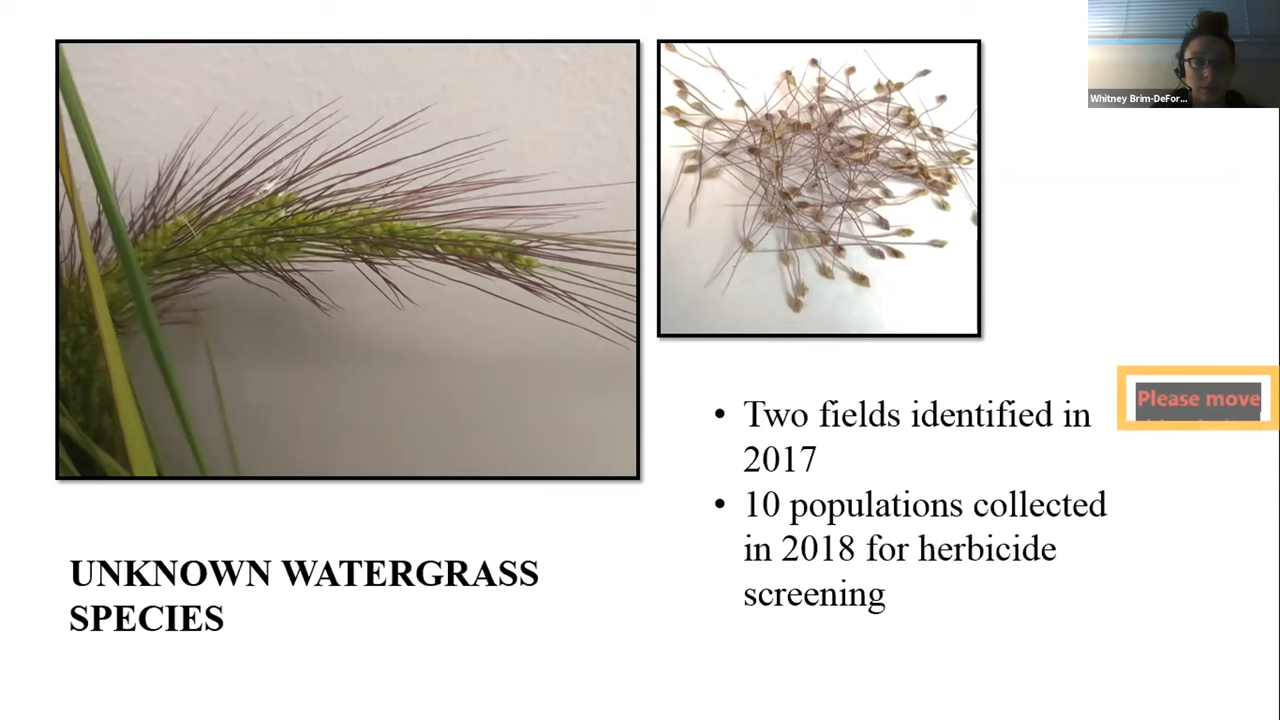 Whitney Brim-DeFor...
Please move
• Two fields identified in
2017
• 10 populations collected
in 2018 for herbicide
screening
UNKNOWN WATERGRASS
SPECIES